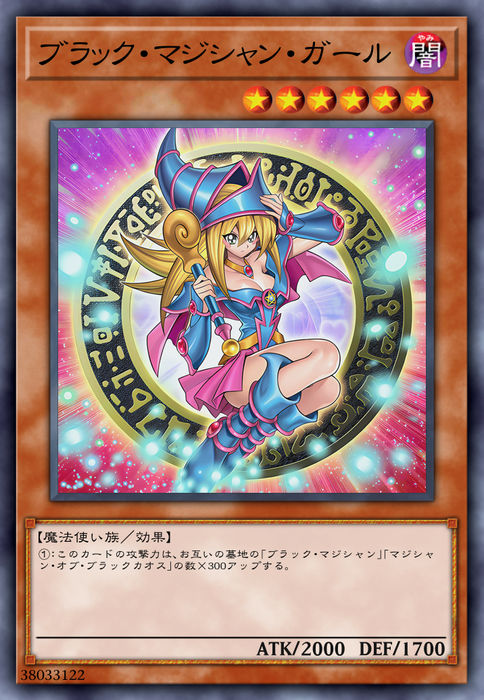 ブラック・マジシャン・ガール
やみ
闇
【魔法使い族／効果】
①：このカードの攻撃力は、お互いの墓地の「ブラック・マジシャン」「マジシャ
ン・オブ・ブラックカオス」の数×300アップする。
ATK/2000 DEF/1700
38033122